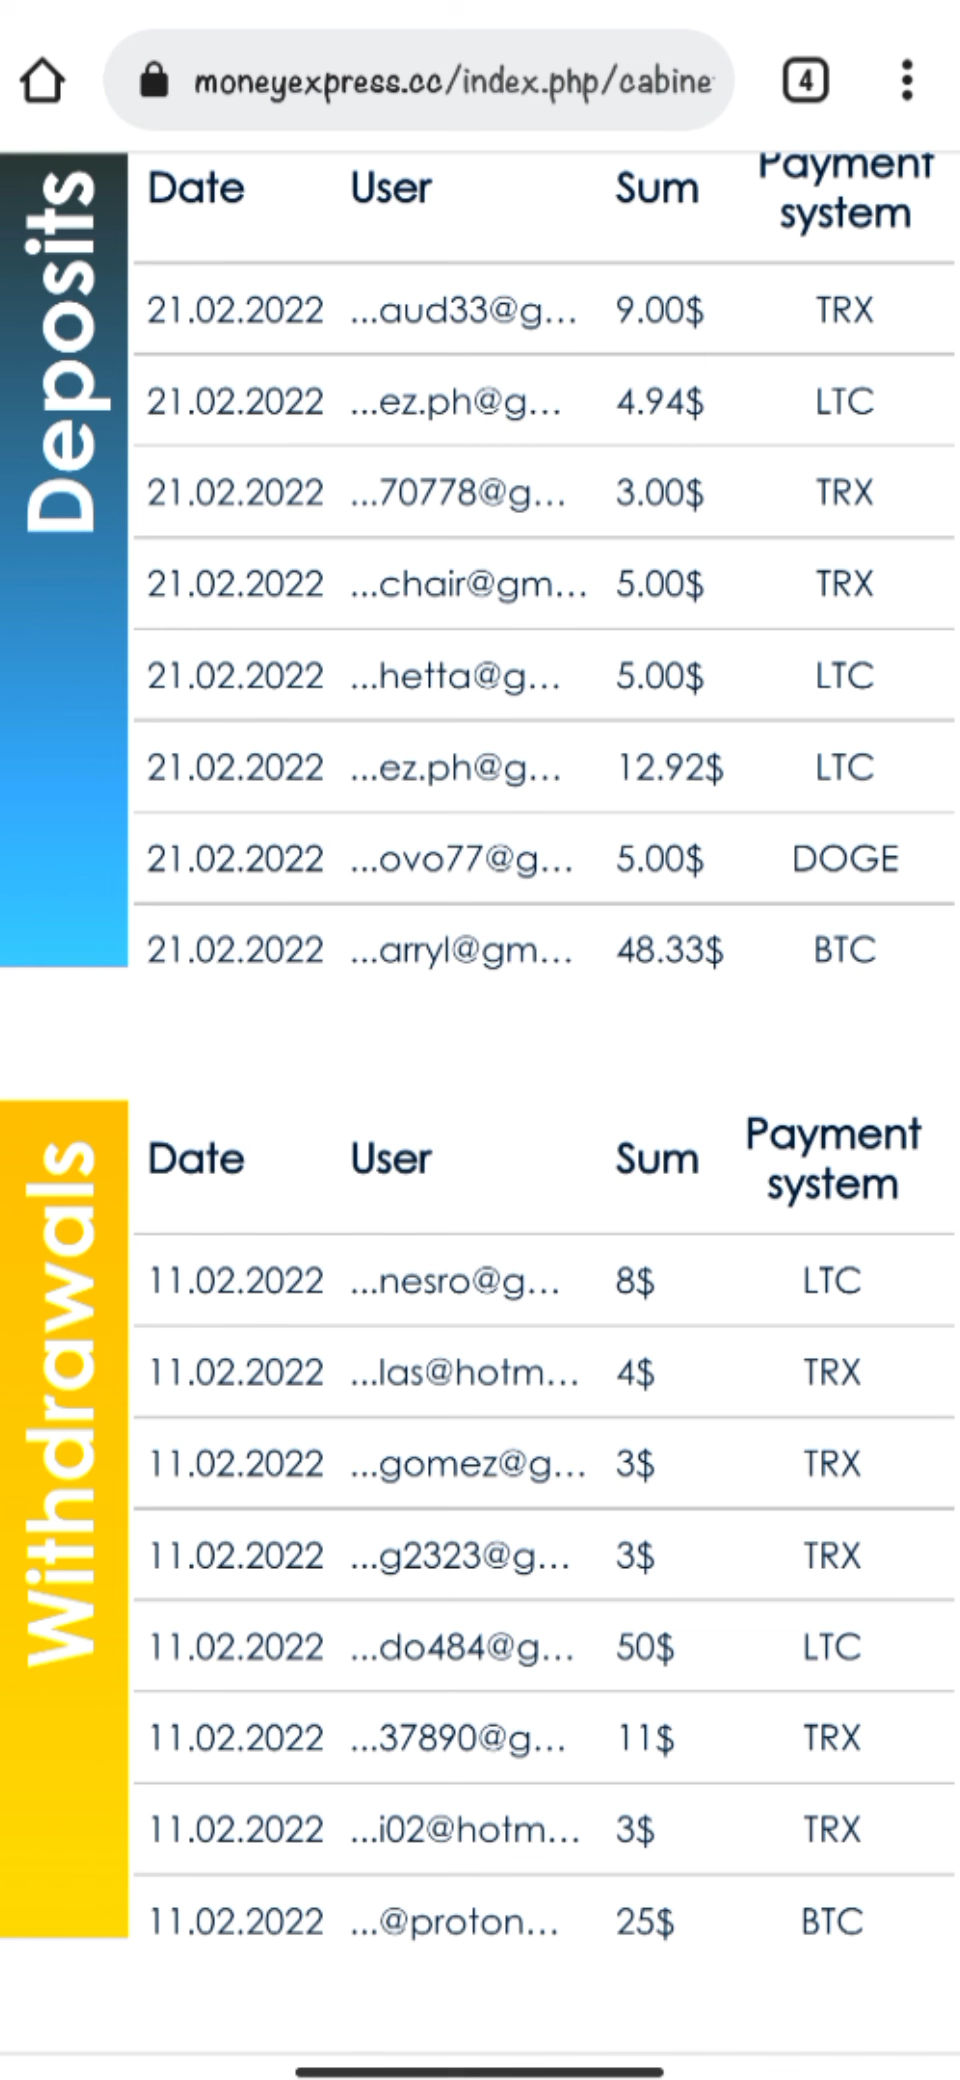 moneyexpress.cc/index.php/cabine
4
Deposits
Date User Sum Payment system
21.02.2022 ...aud33@g... 9.00$ TRX
21.02.2022 ...ez.ph@g... 4.94$ LTC
21.02.2022 ...70778@g... 3.00$ TRX
21.02.2022 ...chair@gm... 5.00$ TRX
21.02.2022 ...hetta@g... 5.00$ LTC
21.02.2022 ...ez.ph@g... 12.92$ LTC
21.02.2022 ...ovo77@g... 5.00$ DOGE
21.02.2022 ...arryl@gm... 48.33$ BTC
Withdrawals
Date User Sum Payment system
11.02.2022 ...nesro@g... 8$ LTC
11.02.2022 ...las@hotm... 4$ TRX
11.02.2022 ...gomez@g... 3$ TRX
11.02.2022 ...g2323@g... 3$ TRX
11.02.2022 ...do484@g... 50$ LTC
11.02.2022 ...37890@g... 11$ TRX
11.02.2022 ...i02@hotm... 3$ TRX
11.02.2022 ...@proton... 25$ BTC